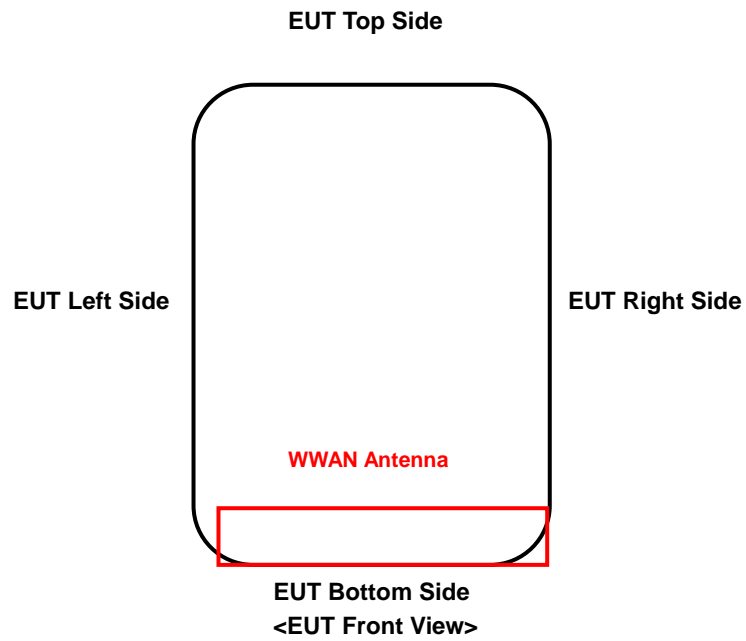 EUT Top Side
EUT Left Side
EUT Right Side
WWAN Antenna
EUT Bottom Side
<EUT Front View>